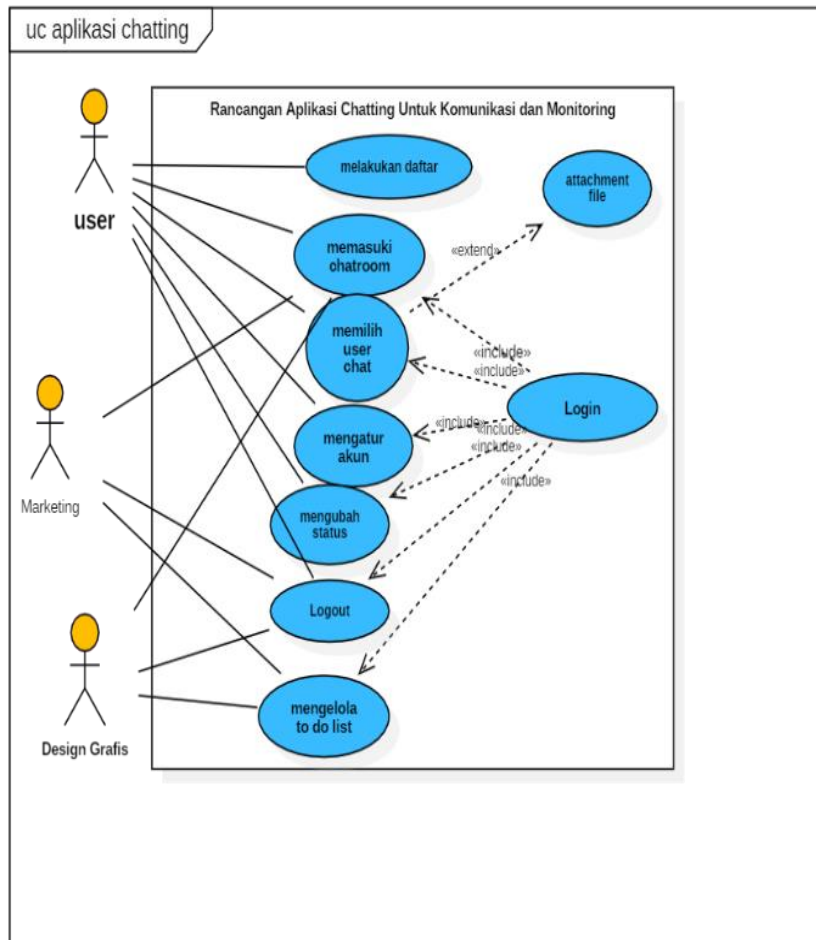 uc aplikasi chatting
Rancangan Aplikasi Chatting Untuk Komunikasi dan Monitoring
user
melakukan daftar
attachment
file
memasuki
chatroom
«extend»
memilih
user
chat
«include»
«include»
Login
mengatur
akun
«include»
«include»
«include»
Marketing
mengubah
status
«include»
Logout
Design Grafis
mengelola
to do list